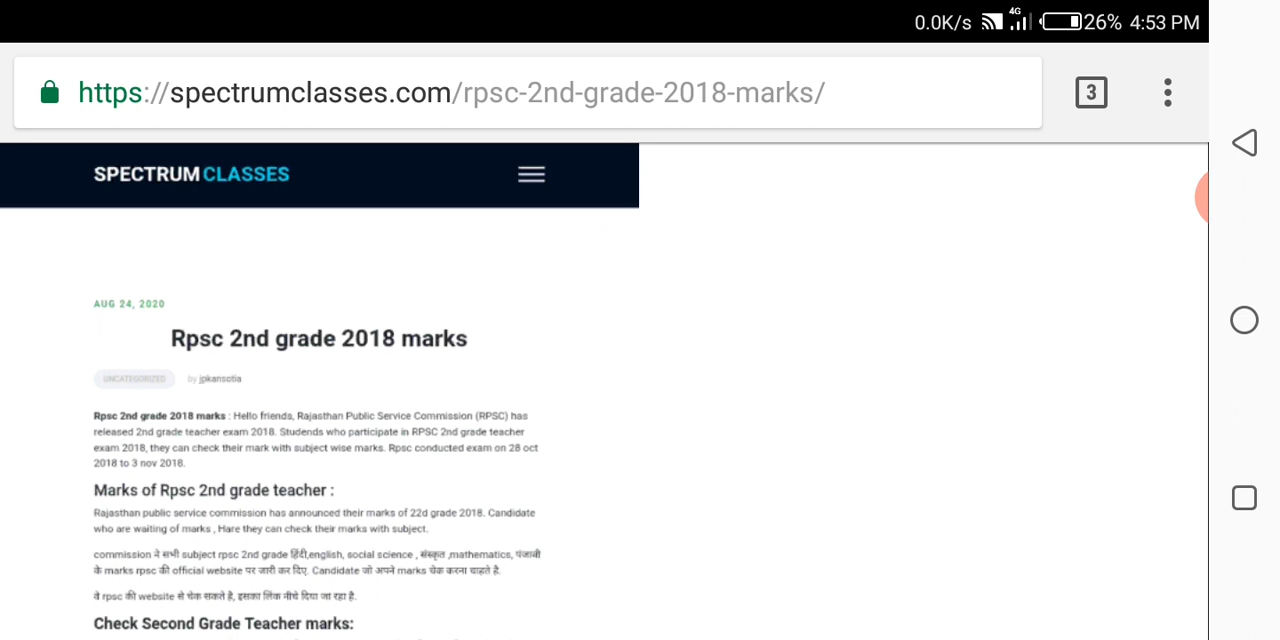 0.0K/s 4G 26% 4:53 PM
https://spectrumclasses.com/rpsc-2nd-grade-2018-marks/ 3
SPECTRUM CLASSES
AUG 24, 2020
Rpsc 2nd grade 2018 marks
UNCATEGORIZED by jpkansotia
Rpsc 2nd grade 2018 marks : Hello friends, Rajasthan Public Service Commission (RPSC) has
released 2nd grade teacher exam 2018. Studends who participate in RPSC 2nd grade teacher
exam 2018, they can check their mark with subject wise marks. Rpsc conducted exam on 28 oct
2018 to 3 nov 2018.
Marks of Rpsc 2nd grade teacher :
Rajasthan public service commission has announced their marks of 22d grade 2018. Candidate
who are waiting of marks , Hare they can check their marks with subject.
commission ने सभी subject rpsc 2nd grade हिंदी,english, social science , संस्कृत ,mathematics, पंजाबी
के marks rpsc की official website पर जारी कर दिए. Candidate जो अपने marks चेक करना चाहते है.
वे rpsc की website से चेक सकते है, इसका लिंक नीचे दिया जा रहा है.
Check Second Grade Teacher marks: